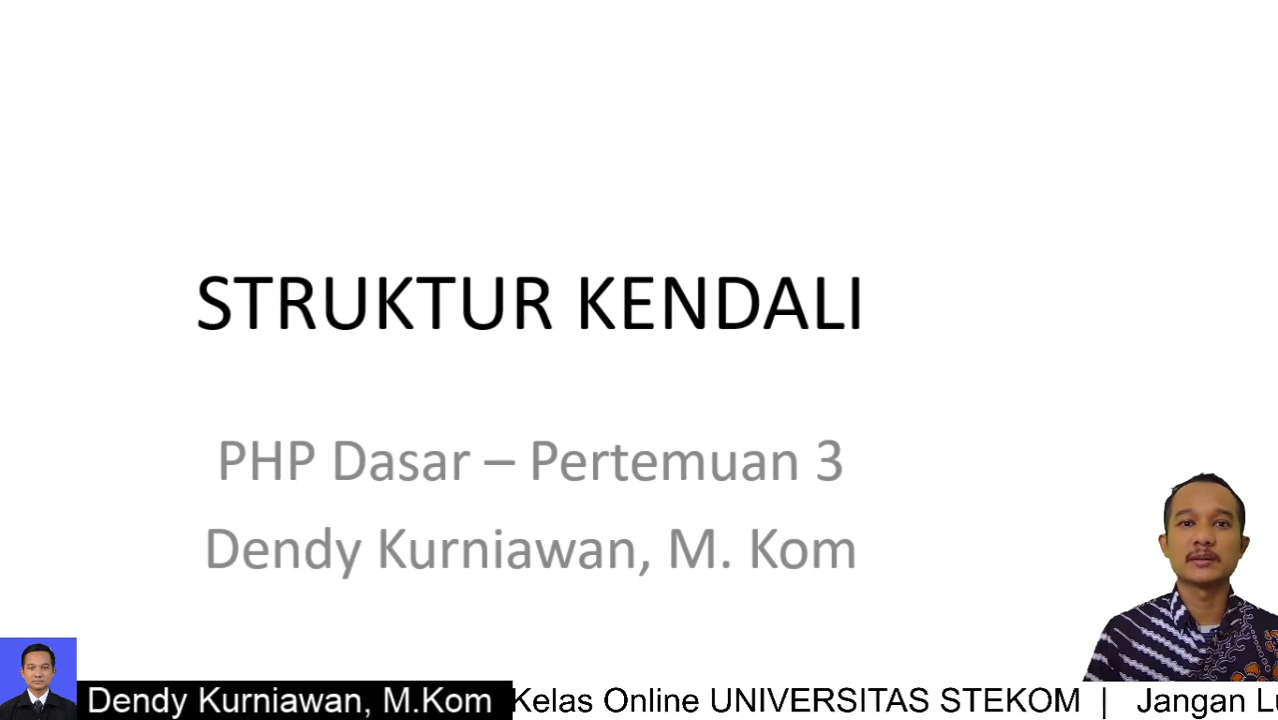 STRUKTUR KENDALI
PHP Dasar – Pertemuan 3
Dendy Kurniawan, M. Kom
Dendy Kurniawan, M.Kom
Kelas Online UNIVERSITAS STEKOM | Jangan